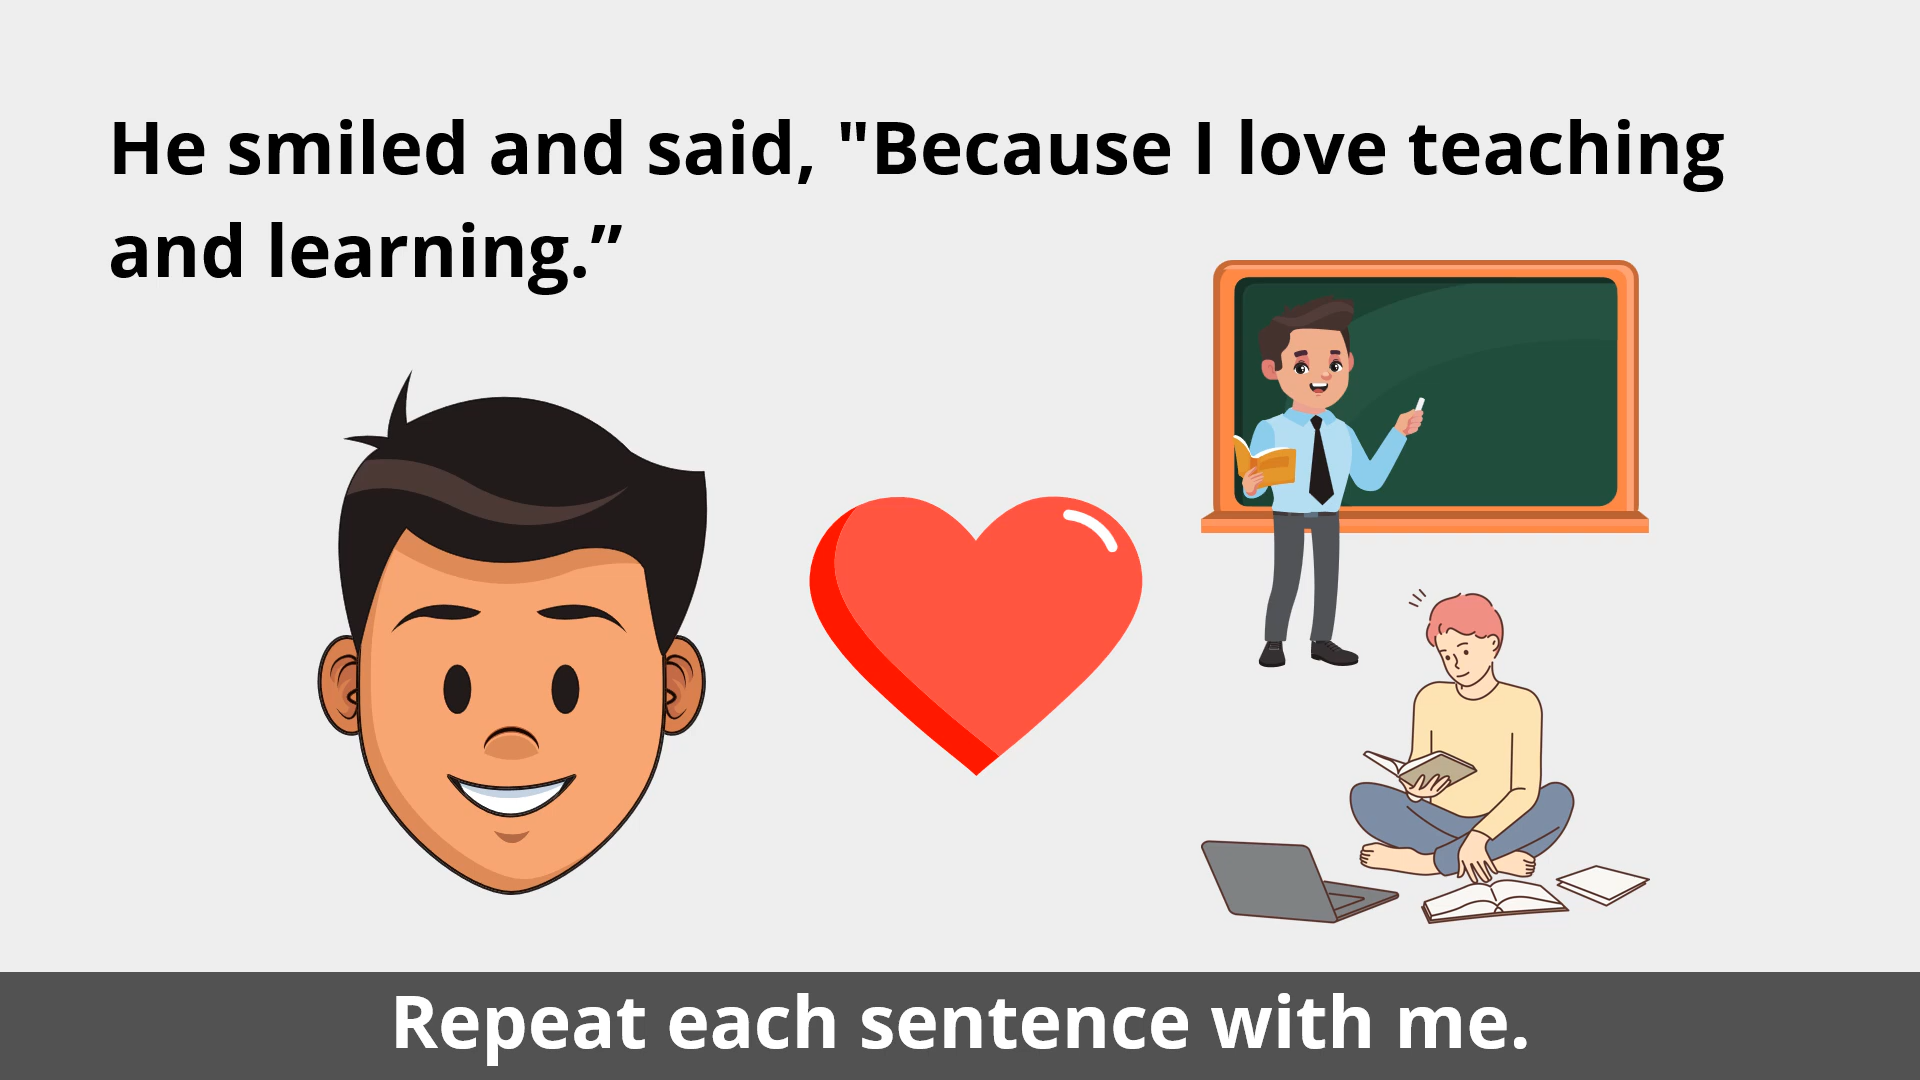 He smiled and said, "Because I love teaching
and learning.”
Repeat each sentence with me.